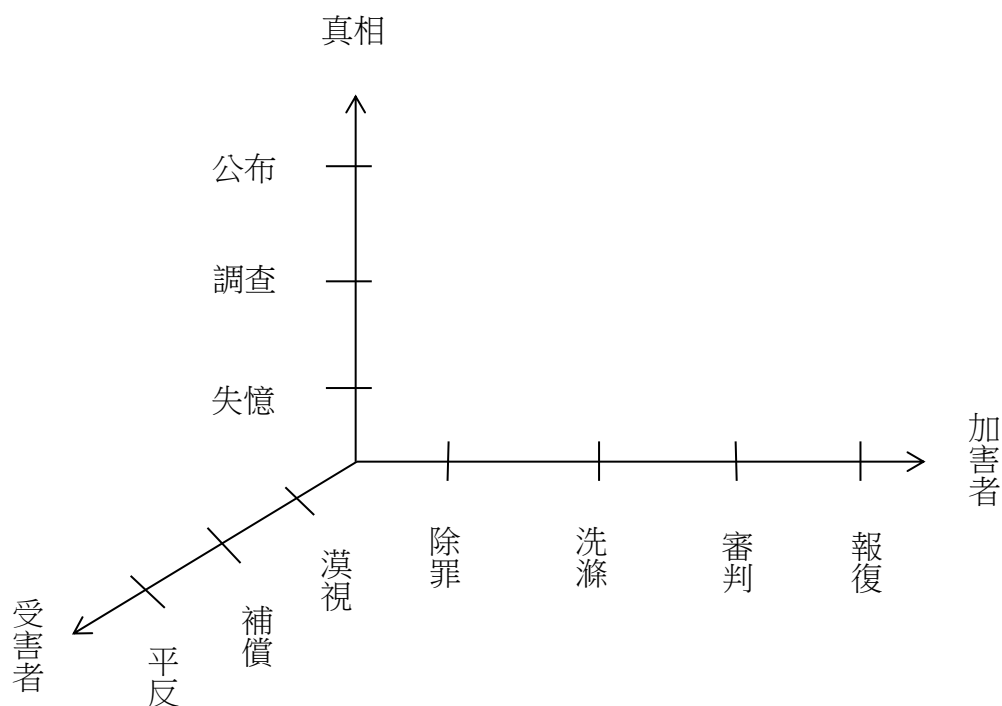 真相
公布
調查
失憶
加害者
除罪
洗滌
審判
報復
漠視
補償
平反
受害者